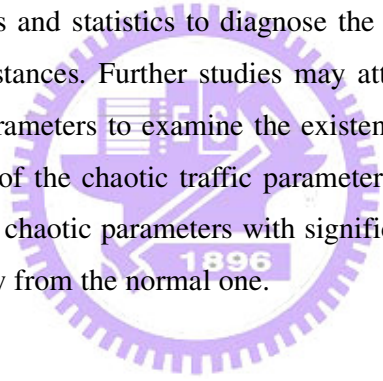 s and statistics to diagnose the
stances. Further studies may att
rameters to examine the existen
of the chaotic traffic parameter
chaotic parameters with signific
y from the normal one.
1896